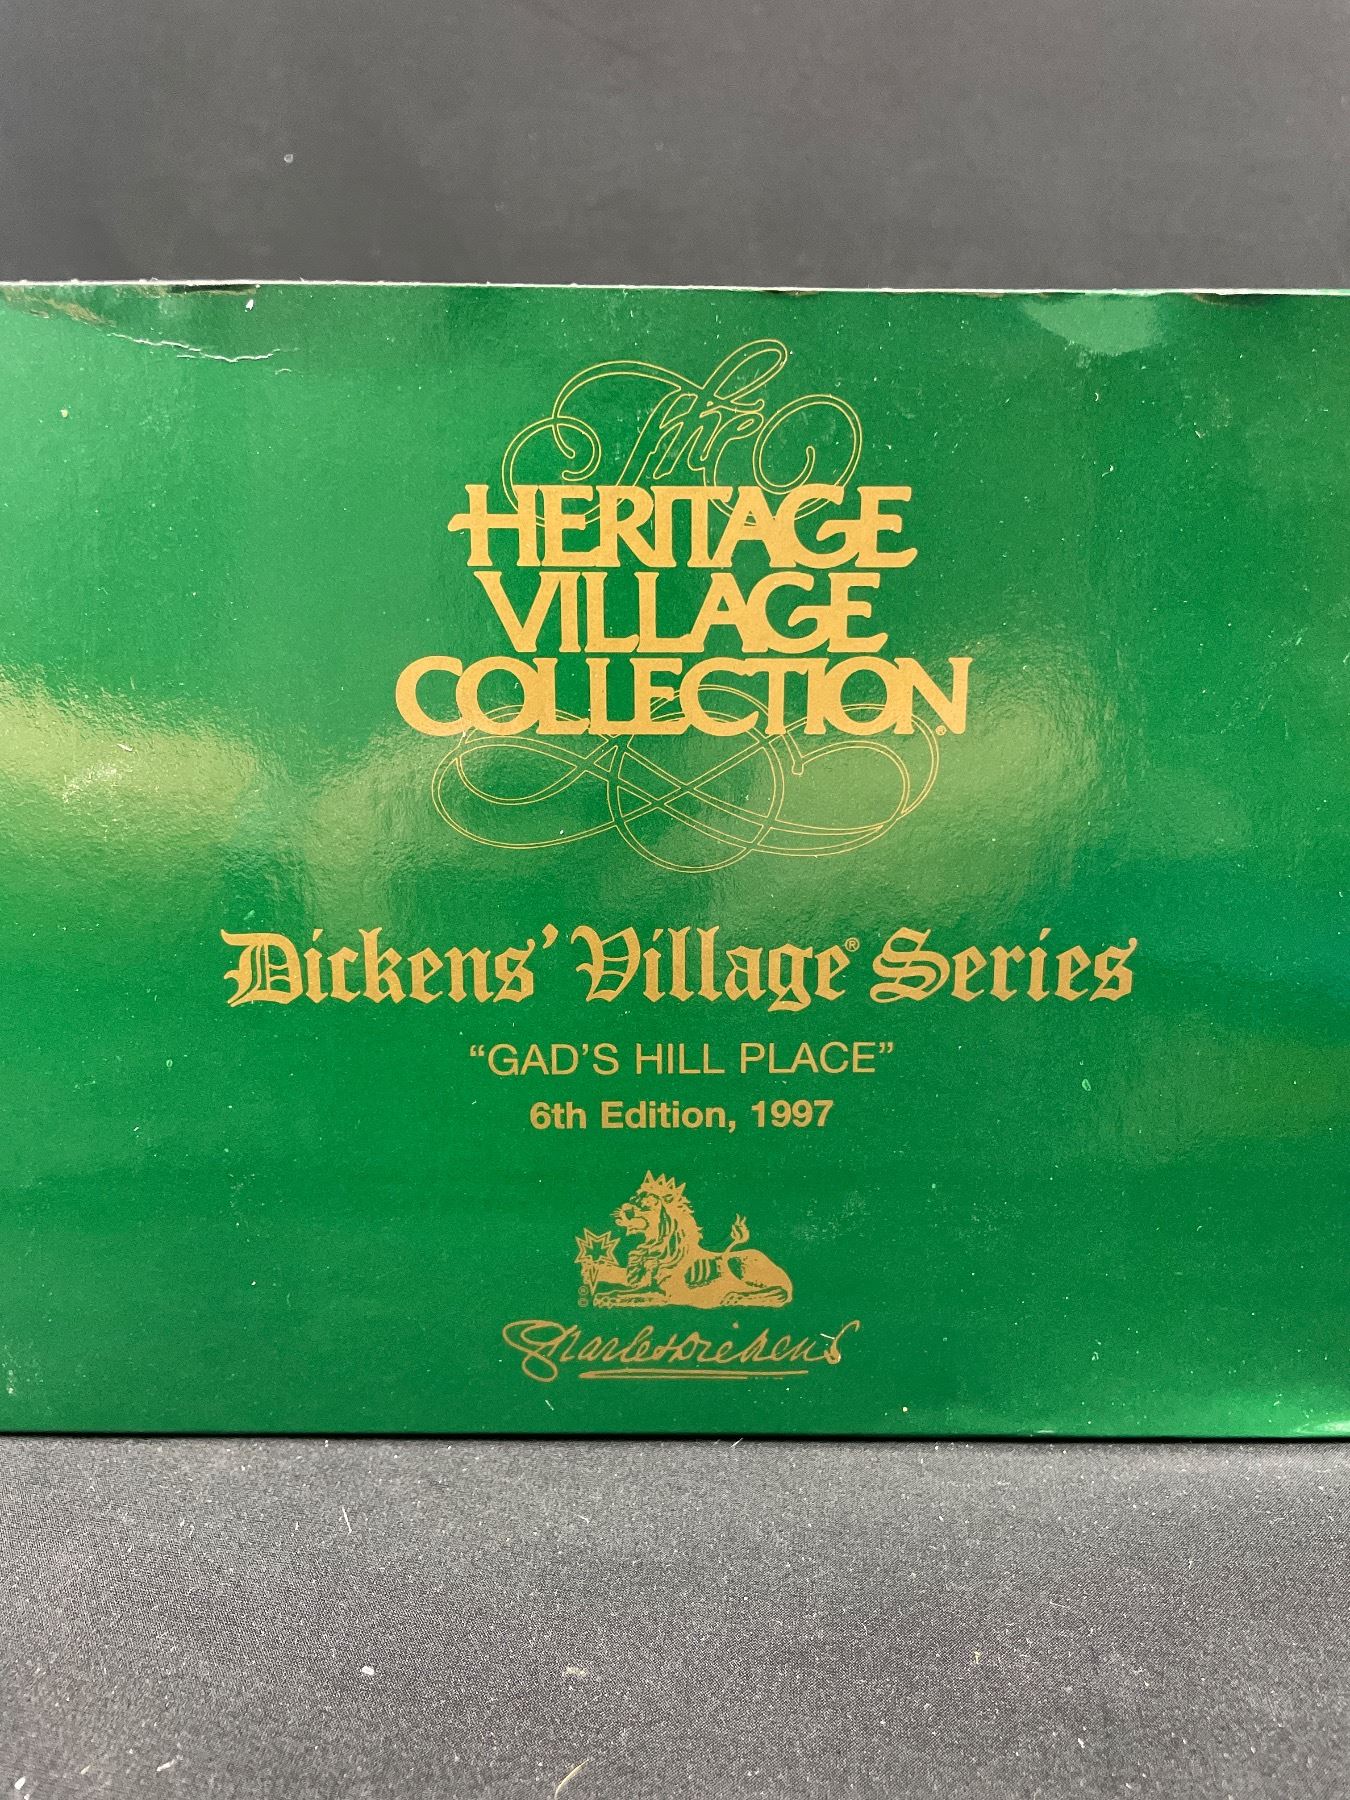 The
HERITAGE
VILLAGE
COLLECTION®
Dickens' Village® Series
“GAD’S HILL PLACE”
6th Edition, 1997
®
©
Charles Dickens